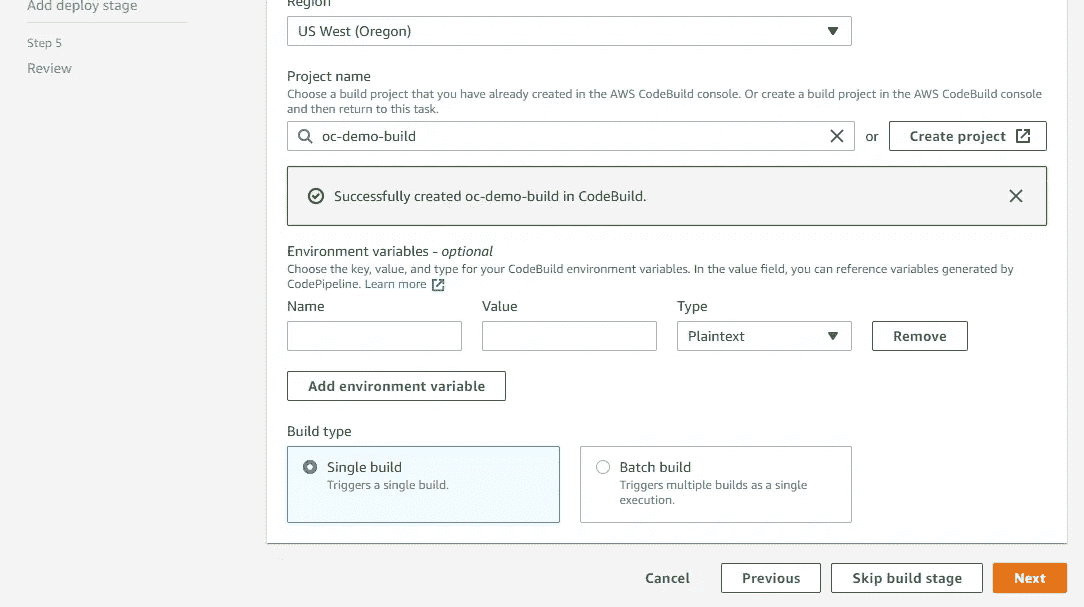 Add deploy stage
Step 5
Review
Region
US West (Oregon)
Project name
Choose a build project that you have already created in the AWS CodeBuild console. Or create a build project in the AWS CodeBuild console
and then return to this task.
oc-demo-build
or
Create project
Successfully created oc-demo-build in CodeBuild.
Environment variables - optional
Choose the key, value, and type for your CodeBuild environment variables. In the value field, you can reference variables generated by
CodePipeline. Learn more
Name
Value
Type
Plaintext
Remove
Add environment variable
Build type
Single build
Triggers a single build.
Batch build
Triggers multiple builds as a single
execution.
Cancel
Previous
Skip build stage
Next